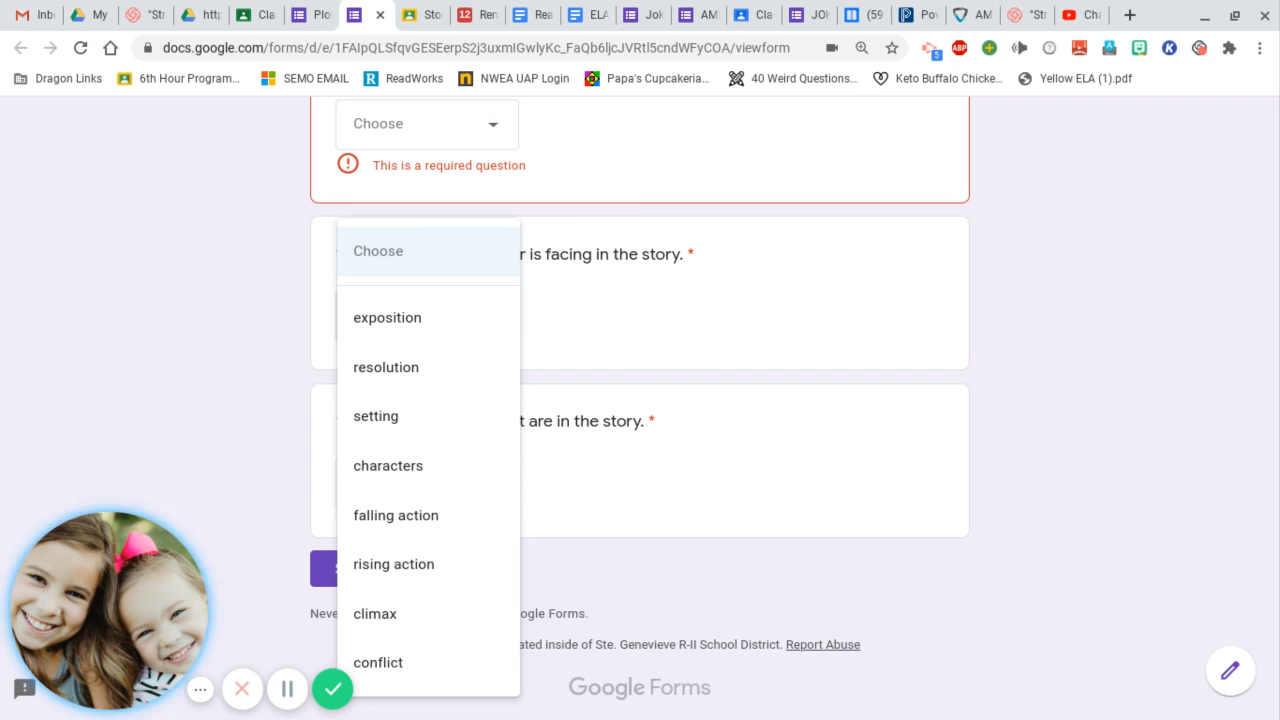 Inb
My
"Str
http
Cla
Plo
Sto
12
Ren
Rea
ELA
Jok
AM
Cla
JOK
(59
Pov
AM
"Str
Cha
docs.google.com/forms/d/e/1FAIpQLSfqvGESEerpS2j3uxmIGwlyKc_FaQb6ljcJVRtl5cndWFyCOA/viewform
5
ABP
K
Dragon Links
6th Hour Program...
SEMO EMAIL
R
ReadWorks
NWEA UAP Login
Papa's Cupcakeria...
40 Weird Questions...
Keto Buffalo Chicke...
Yellow ELA (1).pdf
Choose
This is a required question
Choose
r is facing in the story. *
exposition
resolution
setting
t are in the story. *
characters
falling action
rising action
climax
Neve
ogle Forms.
ated inside of Ste. Genevieve R-II School District. Report Abuse
conflict
Google Forms